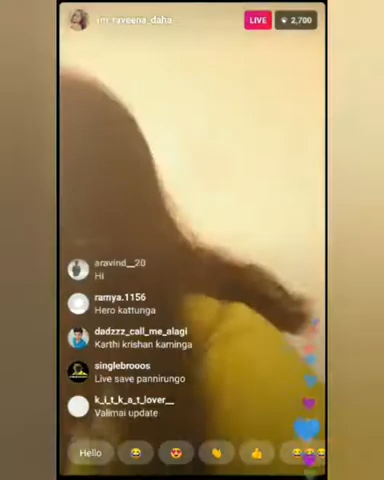 im_raveena_daha
LIVE
2,700
aravind__20
Hi
ramya.1156
Hero kattunga
dadzzz_call_me_alagi
Karthi krishan kaminga
singlebrooos
Live save pannirungo
k_i_t_k_a_t_lover__
Valimai update
Hello